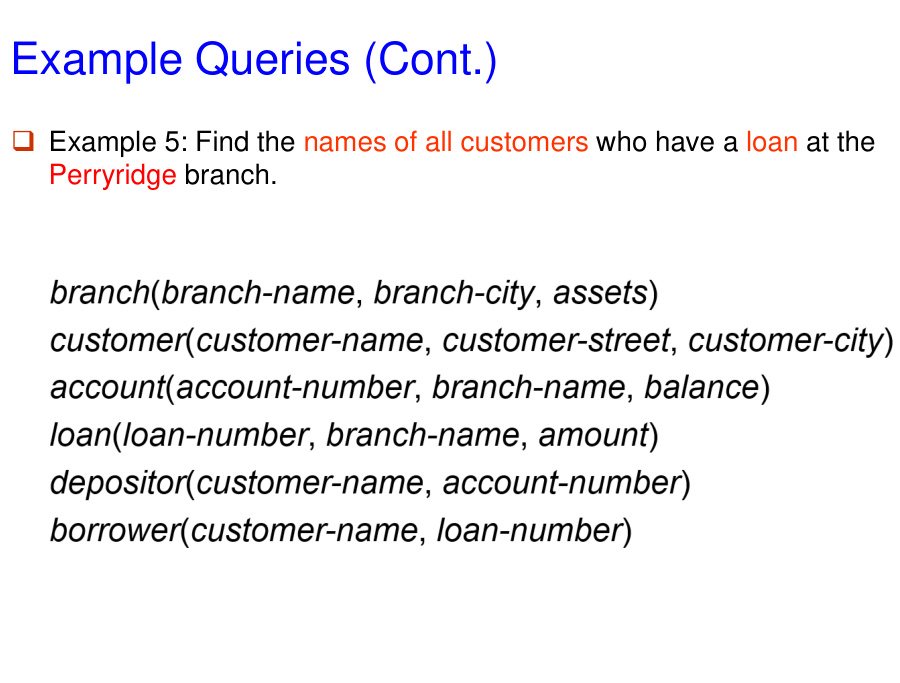 Example Queries (Cont.)
❑ Example 5: Find the names of all customers who have a loan at the
Perryridge branch.
branch(branch-name, branch-city, assets)
customer(customer-name, customer-street, customer-city)
account(account-number, branch-name, balance)
loan(loan-number, branch-name, amount)
depositor(customer-name, account-number)
borrower(customer-name, loan-number)